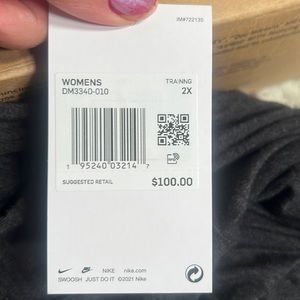 IM#722135
WOMENS
TRAINNG
DM3340-010
2X
1 95240 03214 7
SUGGESTED RETAIL
$100.00
NIKE
nike.com
SWOOSH JUST DO IT ©2021 Nike